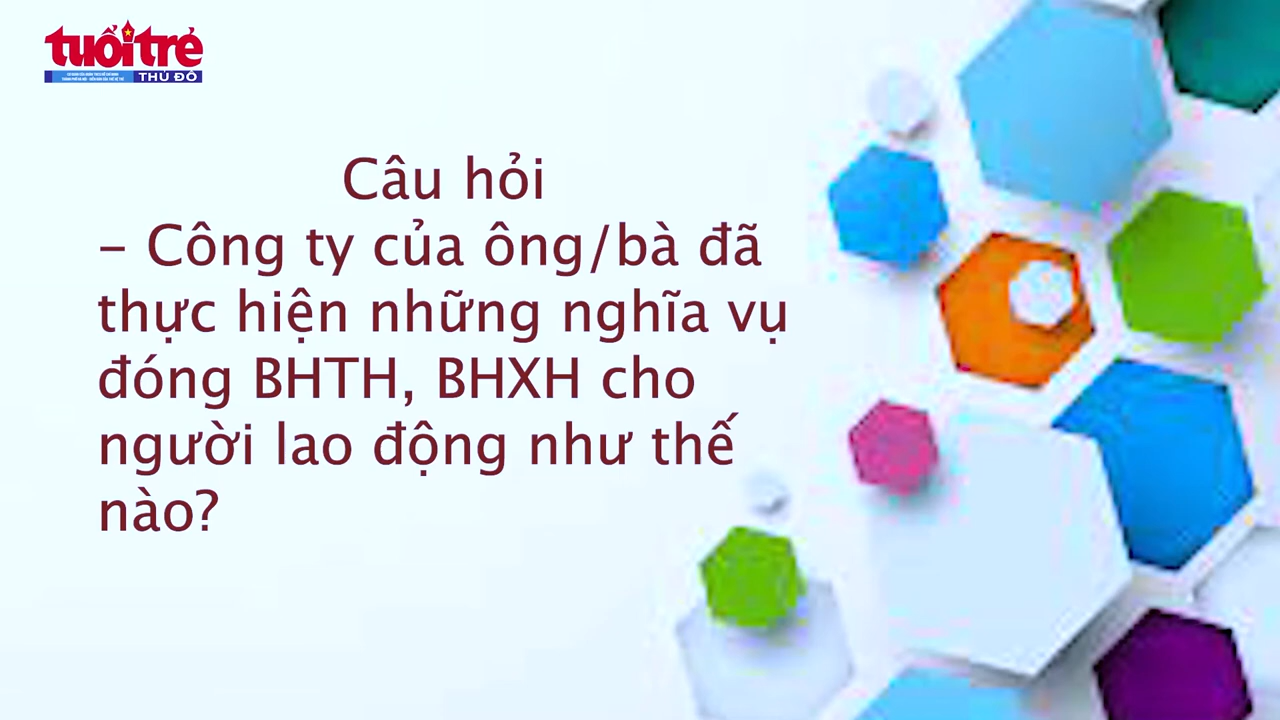 tuổi trẻ
THỦ ĐÔ
Câu hỏi
- Công ty của ông/bà đã
thực hiện những nghĩa vụ
đóng BHTH, BHXH cho
người lao động như thế
nào?